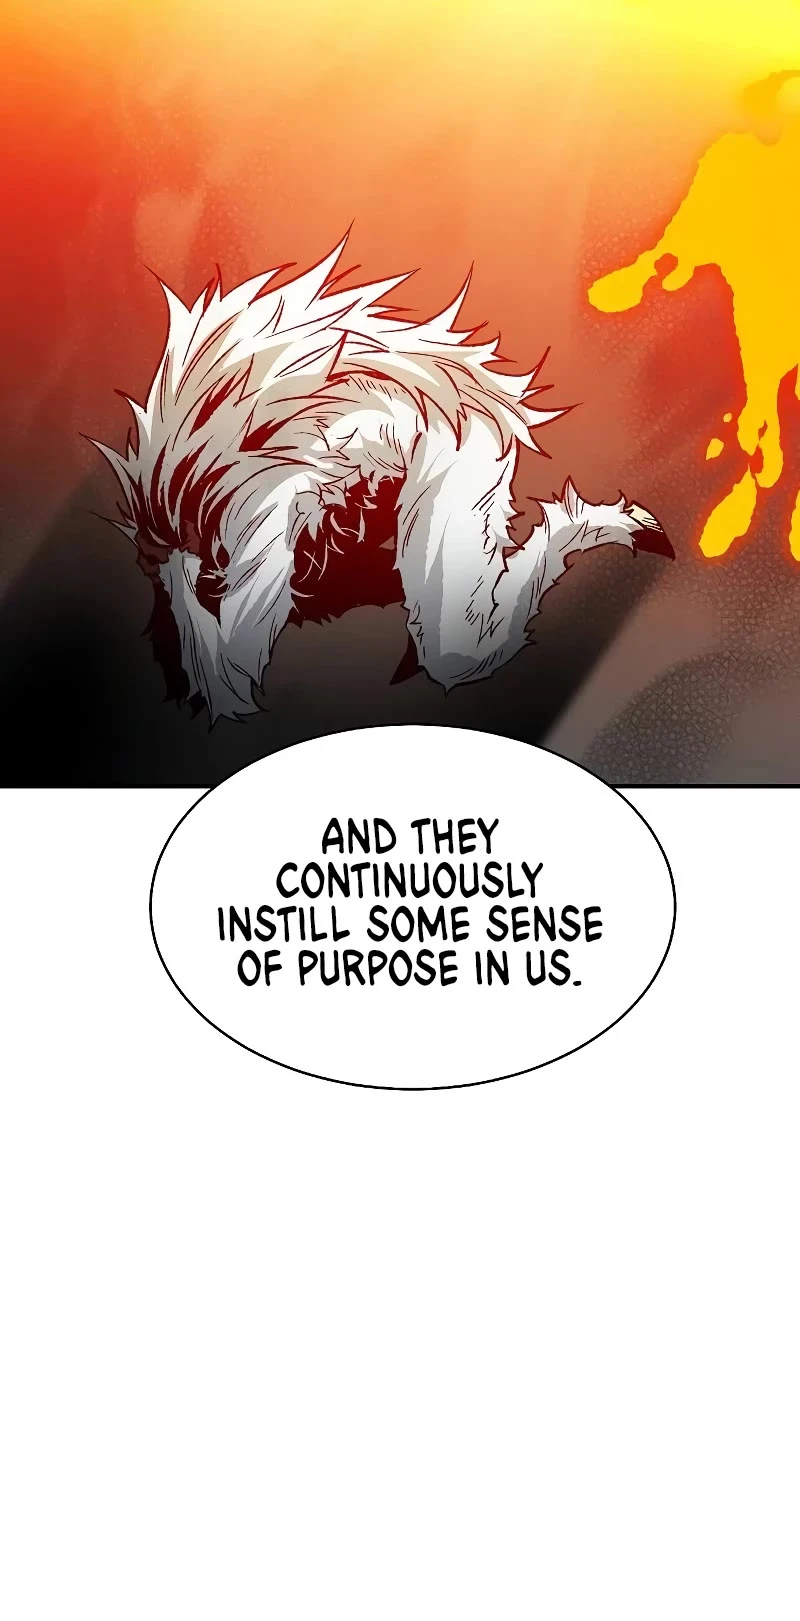 AND THEY
CONTINUOUSLY
INSTILL SOME SENSE
OF PURPOSE IN US.